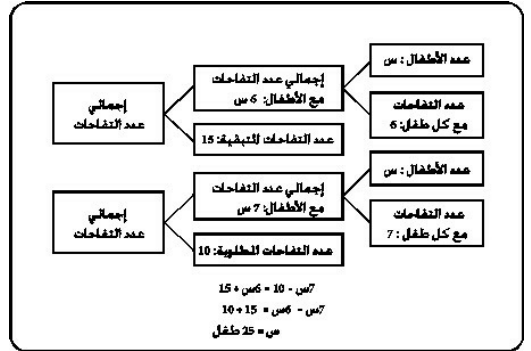 إجمالي
عدد التفاحات
إجمالي عدد التفاحات
مع الأطفال: 6 س
عدد الأطفال: س
عدد التفاحات
مع كل طفل: 6
عدد التفاحات المتبقية: 15
إجمالي
عدد التفاحات
إجمالي عدد التفاحات
مع الأطفال: 7 س
عدد الأطفال: س
عدد التفاحات
مع كل طفل: 7
عدد التفاحات المطلوبة: 10
7س - 10 = 6س + 15
7س - 6س = 15 + 10
س = 25 طفل